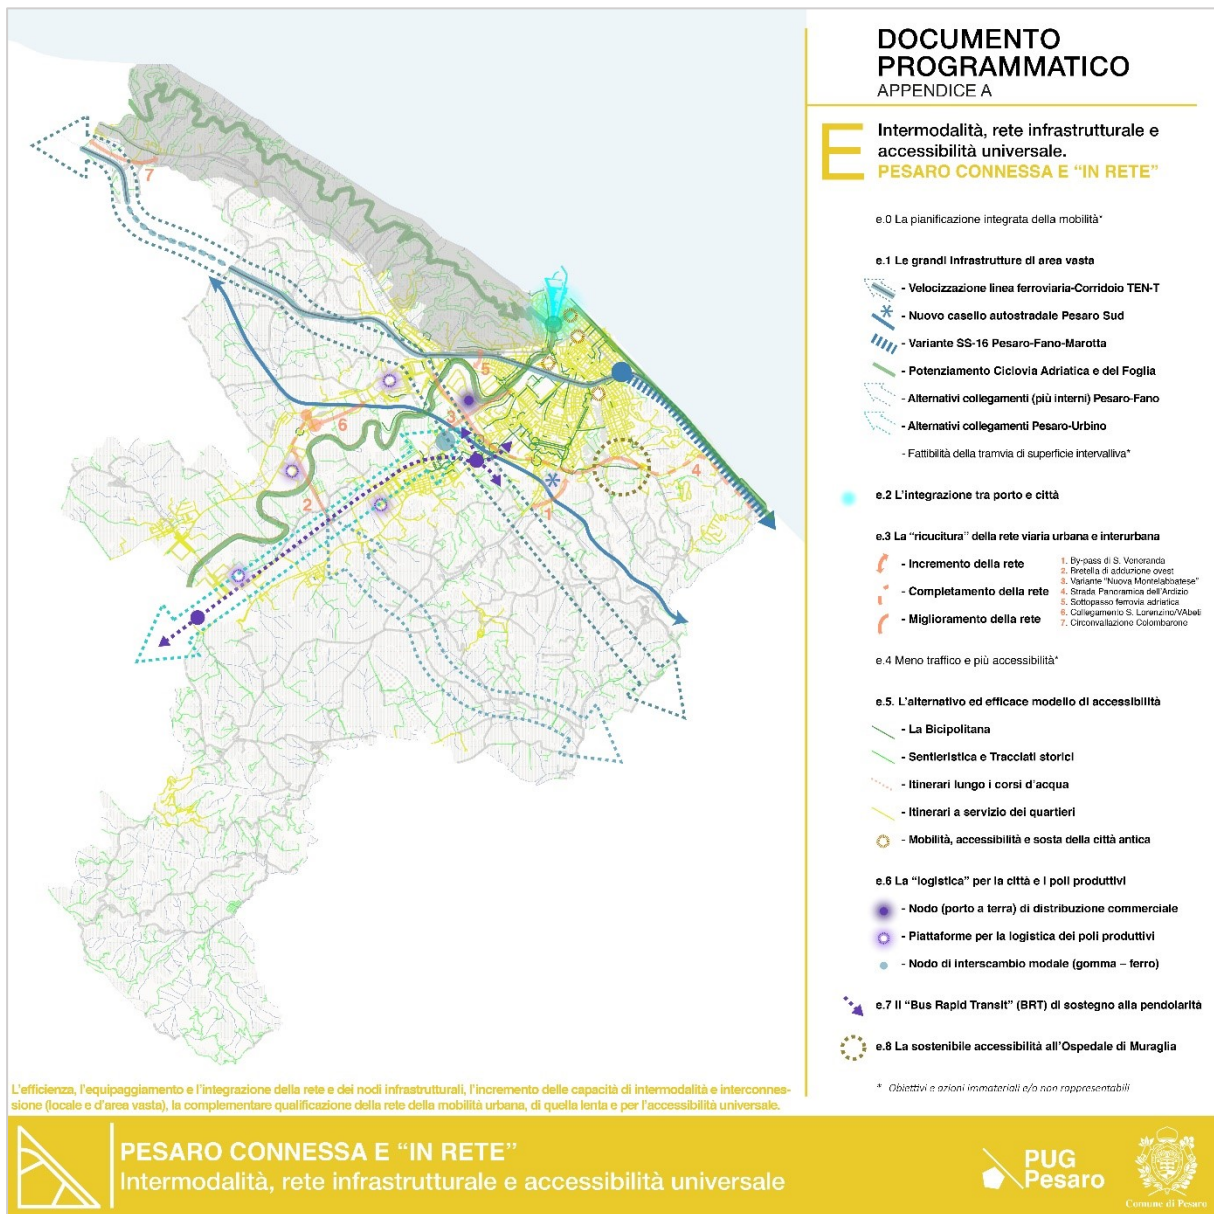 DOCUMENTO
PROGRAMMATICO
APPENDICE A
E
Intermodalità, rete infrastrutturale e
accessibilità universale.
PESARO CONNESSA E “IN RETE”
e.0 La pianificazione integrata della mobilità*
e.1 Le grandi infrastrutture di area vasta
- Velocizzazione linea ferroviaria-Corridoio TEN-T
- Nuovo casello autostradale Pesaro Sud
- Variante SS-16 Pesaro-Fano-Marotta
- Potenziamento Ciclovia Adriatica e del Foglia
- Alternativi collegamenti (più interni) Pesaro-Fano
- Alternativi collegamenti Pesaro-Urbino
- Fattibilità della tramvia di superficie intervalliva*
e.2 L'integrazione tra porto e città
e.3 La “ricucitura” della rete viaria urbana e interurbana
- Incremento della rete
- Completamento della rete
- Miglioramento della rete
1. By-pass di S. Veneranda
2. Bretella di adduzione ovest
3. Variante “Nuova Montelabbatese”
4. Strada Panoramica dell'Ardizio
5. Sottopasso ferrovia adriatica
6. Collegamento S. Lorenzino/VAbeti
7. Circonvallazione Colombarone
e.4 Meno traffico e più accessibilità*
e.5. L'alternativo ed efficace modello di accessibilità
- La Bicipolitana
- Sentieristica e Tracciati storici
- Itinerari lungo i corsi d'acqua
- Itinerari a servizio dei quartieri
- Mobilità, accessibilità e sosta della città antica
e.6 La “logistica” per la città e i poli produttivi
- Nodo (porto a terra) di distribuzione commerciale
- Piattaforme per la logistica dei poli produttivi
- Nodo di interscambio modale (gomma – ferro)
e.7 Il “Bus Rapid Transit” (BRT) di sostegno alla pendolarità
e.8 La sostenibile accessibilità all'Ospedale di Muraglia
* Obiettivi e azioni immateriali e/o non rappresentabili
7
5
3
6
4
2
1
L'efficienza, l'equipaggiamento e l'integrazione della rete e dei nodi infrastrutturali, l'incremento delle capacità di intermodalità e interconnes-
sione (locale e d'area vasta), la complementare qualificazione della rete della mobilità urbana, di quella lenta e per l'accessibilità universale.
PESARO CONNESSA E “IN RETE”
Intermodalità, rete infrastrutturale e accessibilità universale
PUG
Pesaro
Comune di Pesaro